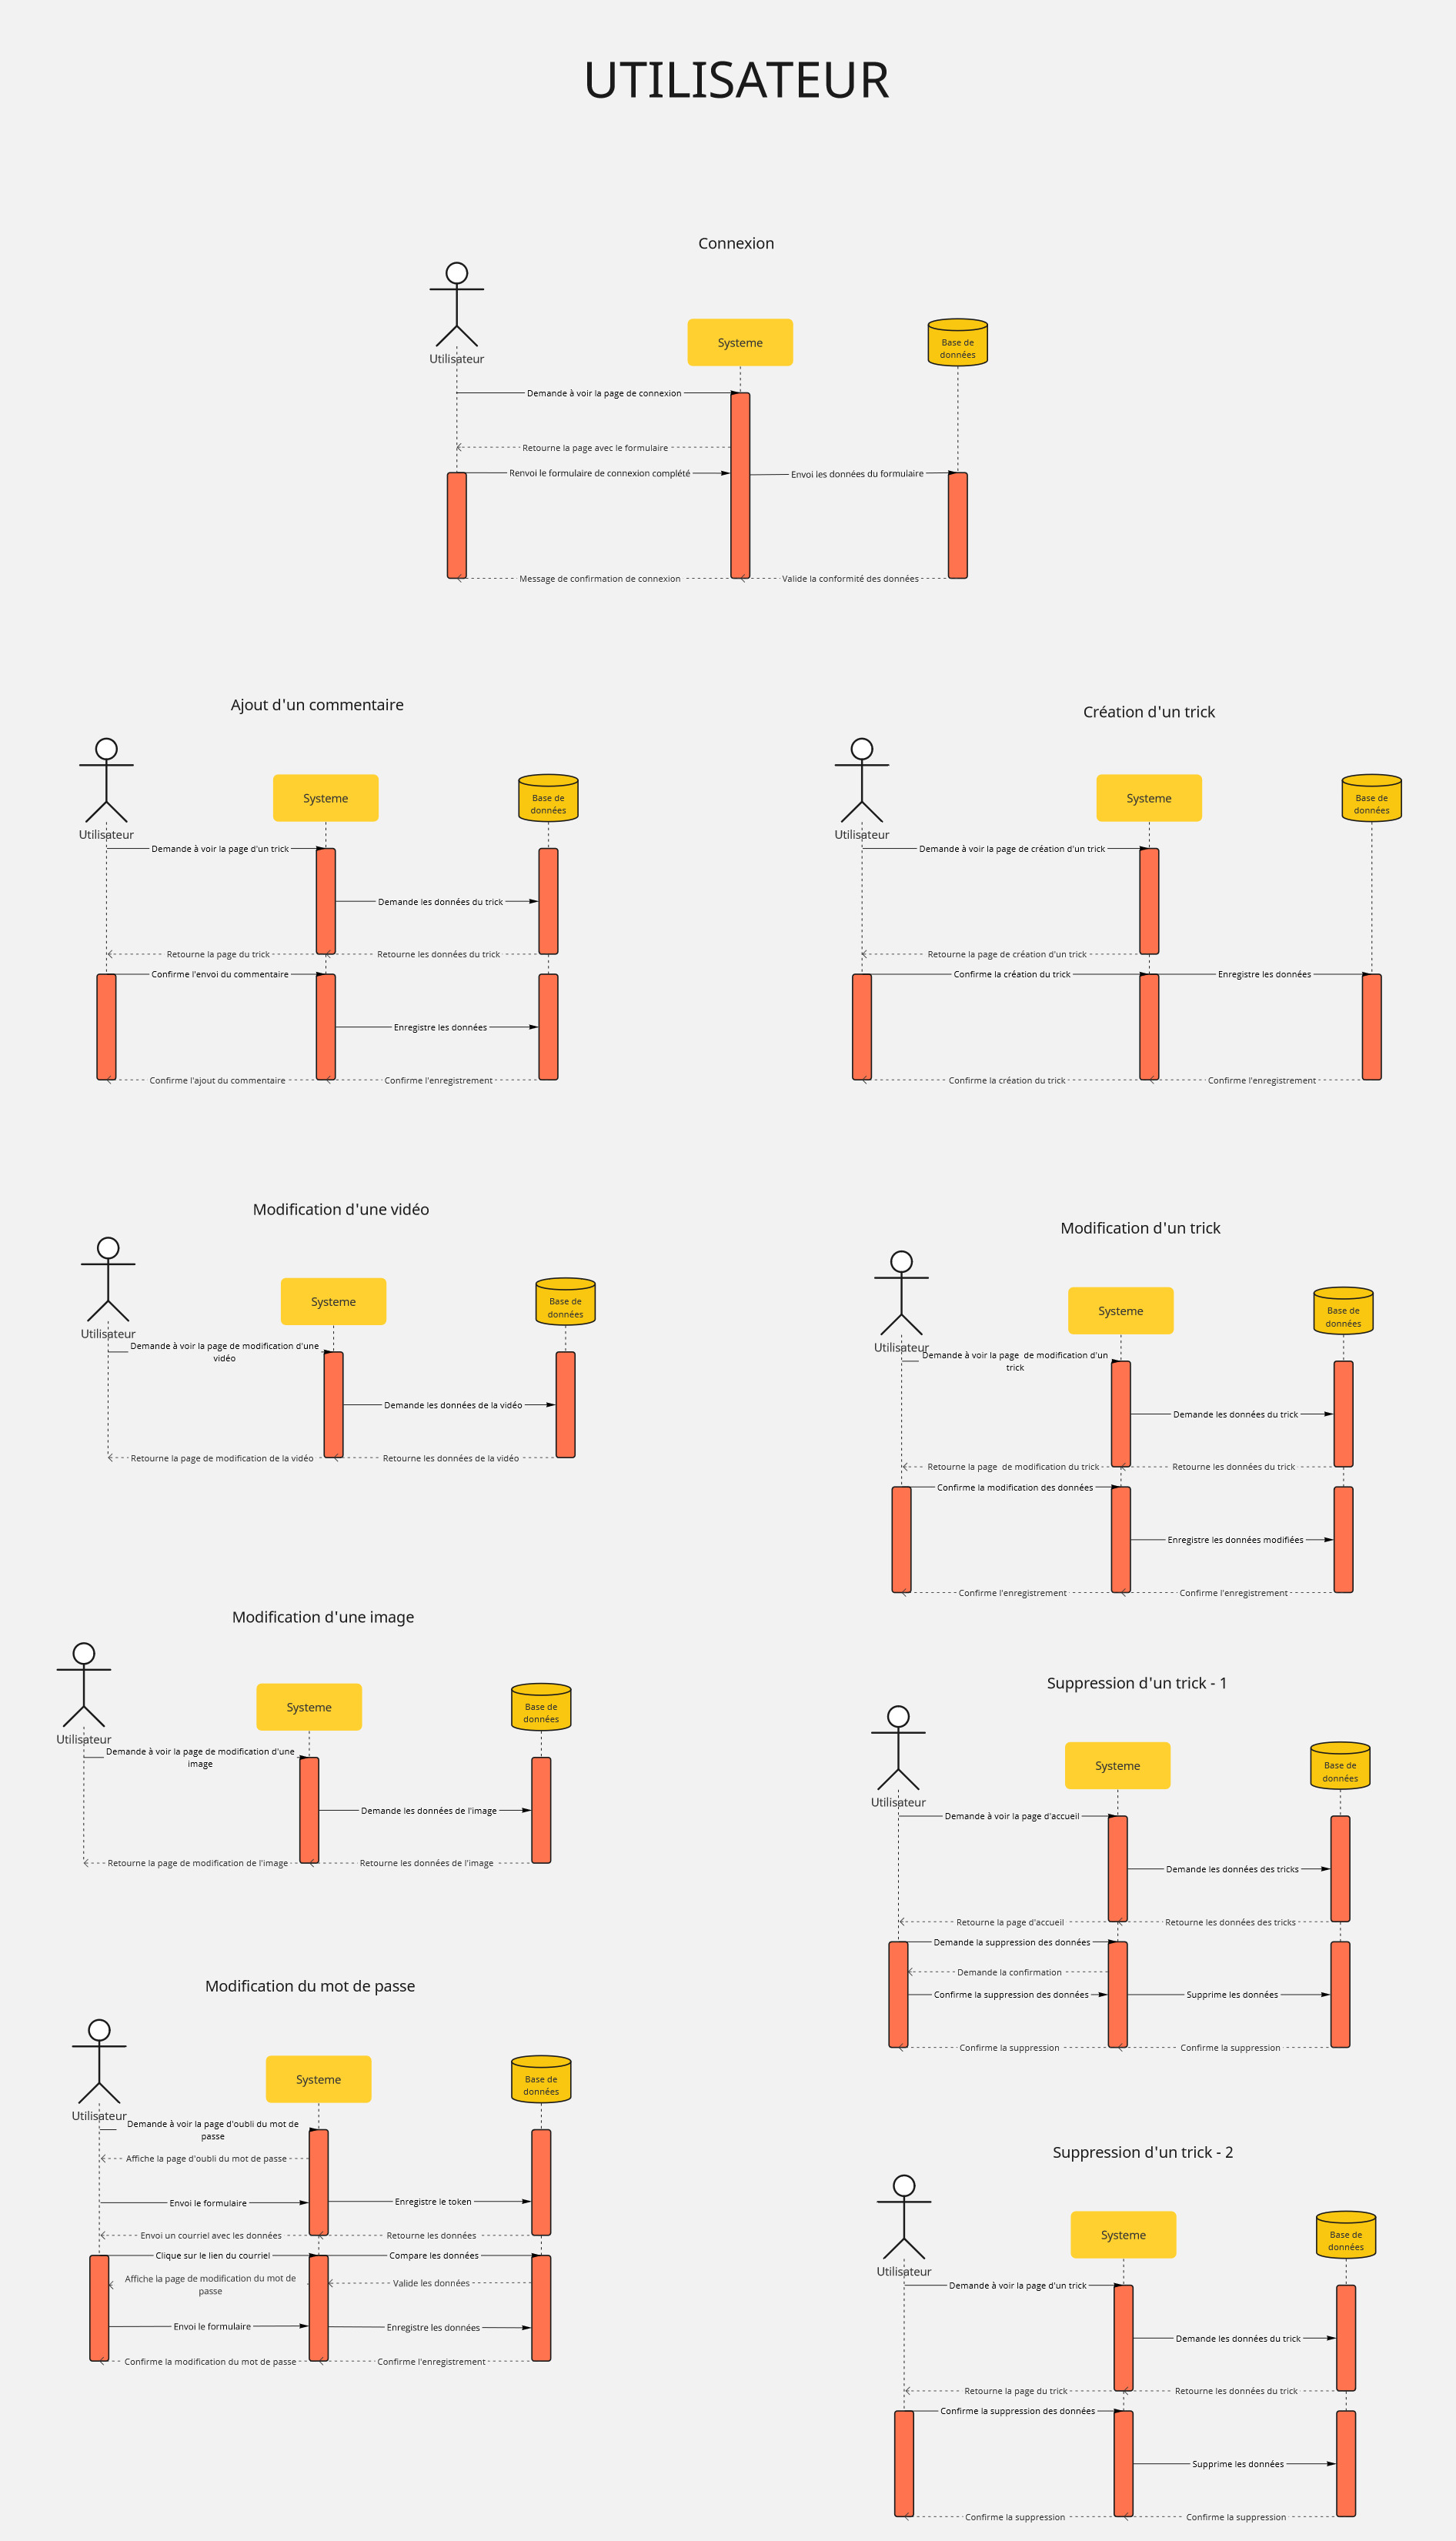 UTILISATEUR
Connexion
Utilisateur
Systeme
Base de
données
Demande à voir la page de connexion
Retourne la page avec le formulaire
Renvoi le formulaire de connexion complété
Envoi les données du formulaire
Message de confirmation de connexion
Valide la conformité des données
Ajout d'un commentaire
Utilisateur
Systeme
Base de
données
Demande à voir la page d'un trick
Demande les données du trick
Retourne la page du trick
Retourne les données du trick
Confirme l'envoi du commentaire
Enregistre les données
Confirme l'ajout du commentaire
Confirme l'enregistrement
Création d'un trick
Utilisateur
Systeme
Base de
données
Demande à voir la page de création d'un trick
Retourne la page de création d'un trick
Confirme la création du trick
Enregistre les données
Confirme la création du trick
Confirme l'enregistrement
Modification d'une vidéo
Utilisateur
Systeme
Base de
données
Demande à voir la page de modification d'une
vidéo
Demande les données de la vidéo
Retourne la page de modification de la vidéo
Retourne les données de la vidéo
Modification d'un trick
Utilisateur
Systeme
Base de
données
Demande à voir la page  de modification d'un
trick
Demande les données du trick
Retourne la page  de modification du trick
Retourne les données du trick
Confirme la modification des données
Enregistre les données modifiées
Confirme l'enregistrement
Confirme l'enregistrement
Modification d'une image
Utilisateur
Systeme
Base de
données
Demande à voir la page de modification d'une
image
Demande les données de l'image
Retourne la page de modification de l'image
Retourne les données de l'image
Suppression d'un trick - 1
Utilisateur
Systeme
Base de
données
Demande à voir la page d'accueil
Demande les données des tricks
Retourne la page d'accueil
Retourne les données des tricks
Demande la suppression des données
Demande la confirmation
Confirme la suppression des données
Supprime les données
Confirme la suppression
Confirme la suppression
Modification du mot de passe
Utilisateur
Systeme
Base de
données
Demande à voir la page d'oubli du mot de
passe
Affiche la page d'oubli du mot de passe
Envoi le formulaire
Enregistre le token
Envoi un courriel avec les données
Retourne les données
Clique sur le lien du courriel
Compare les données
Affiche la page de modification du mot de
passe
Valide les données
Envoi le formulaire
Enregistre les données
Confirme la modification du mot de passe
Confirme l'enregistrement
Suppression d'un trick - 2
Utilisateur
Systeme
Base de
données
Demande à voir la page d'un trick
Demande les données du trick
Retourne la page du trick
Retourne les données du trick
Confirme la suppression des données
Supprime les données
Confirme la suppression
Confirme la suppression